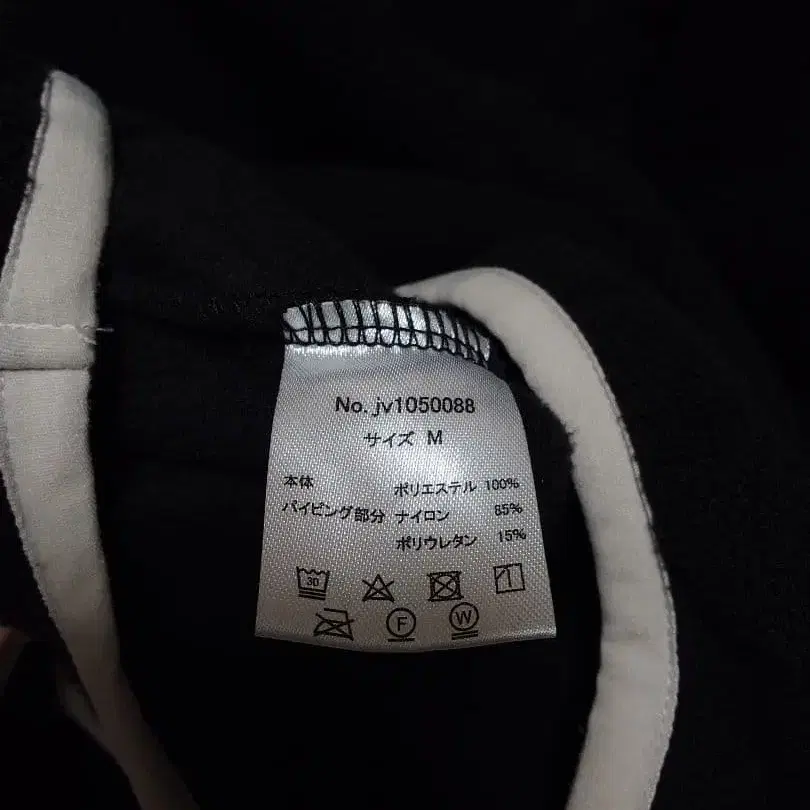 No. jv1050088
サイズ M
本体 ポリエステル 100%
パイピング部分 ナイロン 85%
ポリウレタン 15%
30
F W